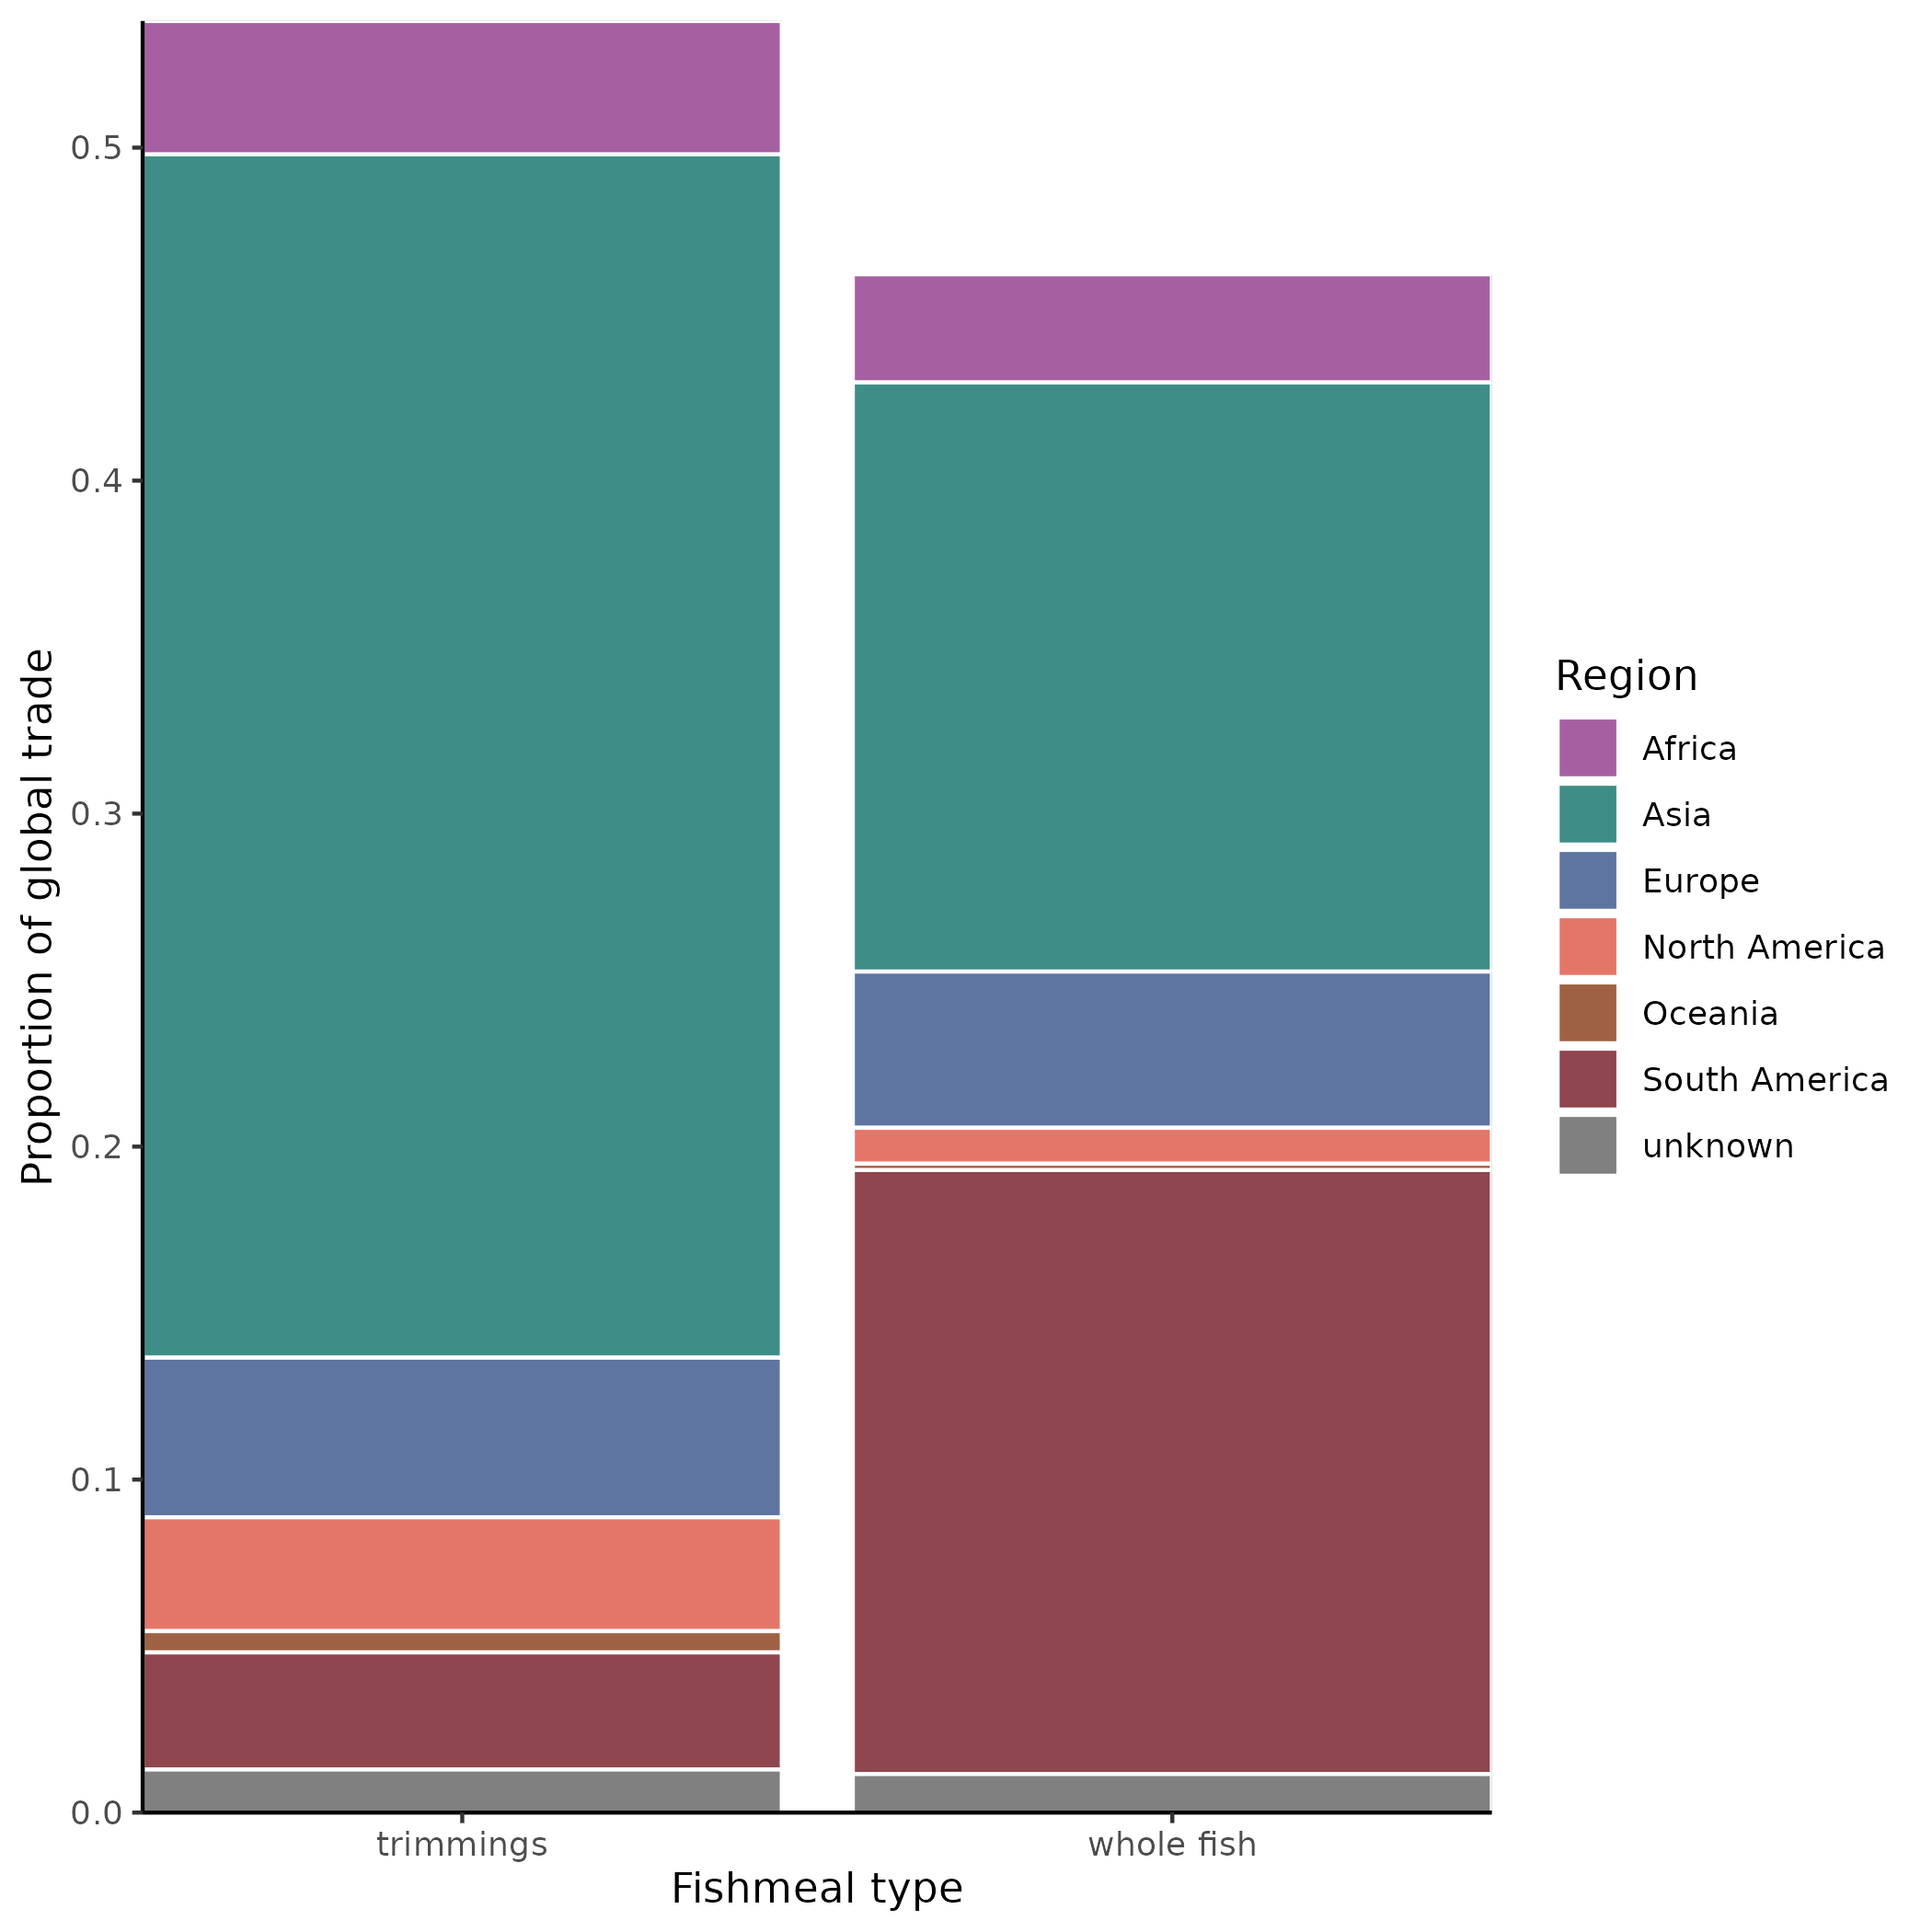 Proportion of global trade
0.5
0.4
0.3
0.2
0.1
0.0
trimmings
whole fish
Fishmeal type
Region
Africa
Asia
Europe
North America
Oceania
South America
unknown